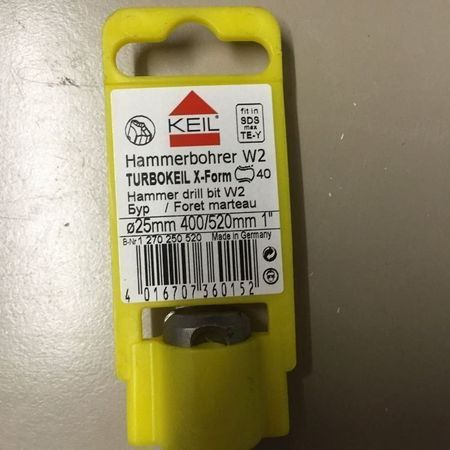 KEIL
fit in
SDS
max
TE-Y
Hammerbohrer W2
TURBOKEIL X-Form 40
Hammer drill bit W2
Бур / Foret marteau
ø25mm 400/520mm 1"
B-Nr 1 270 250 520 Made in Germany
4 016707 360152